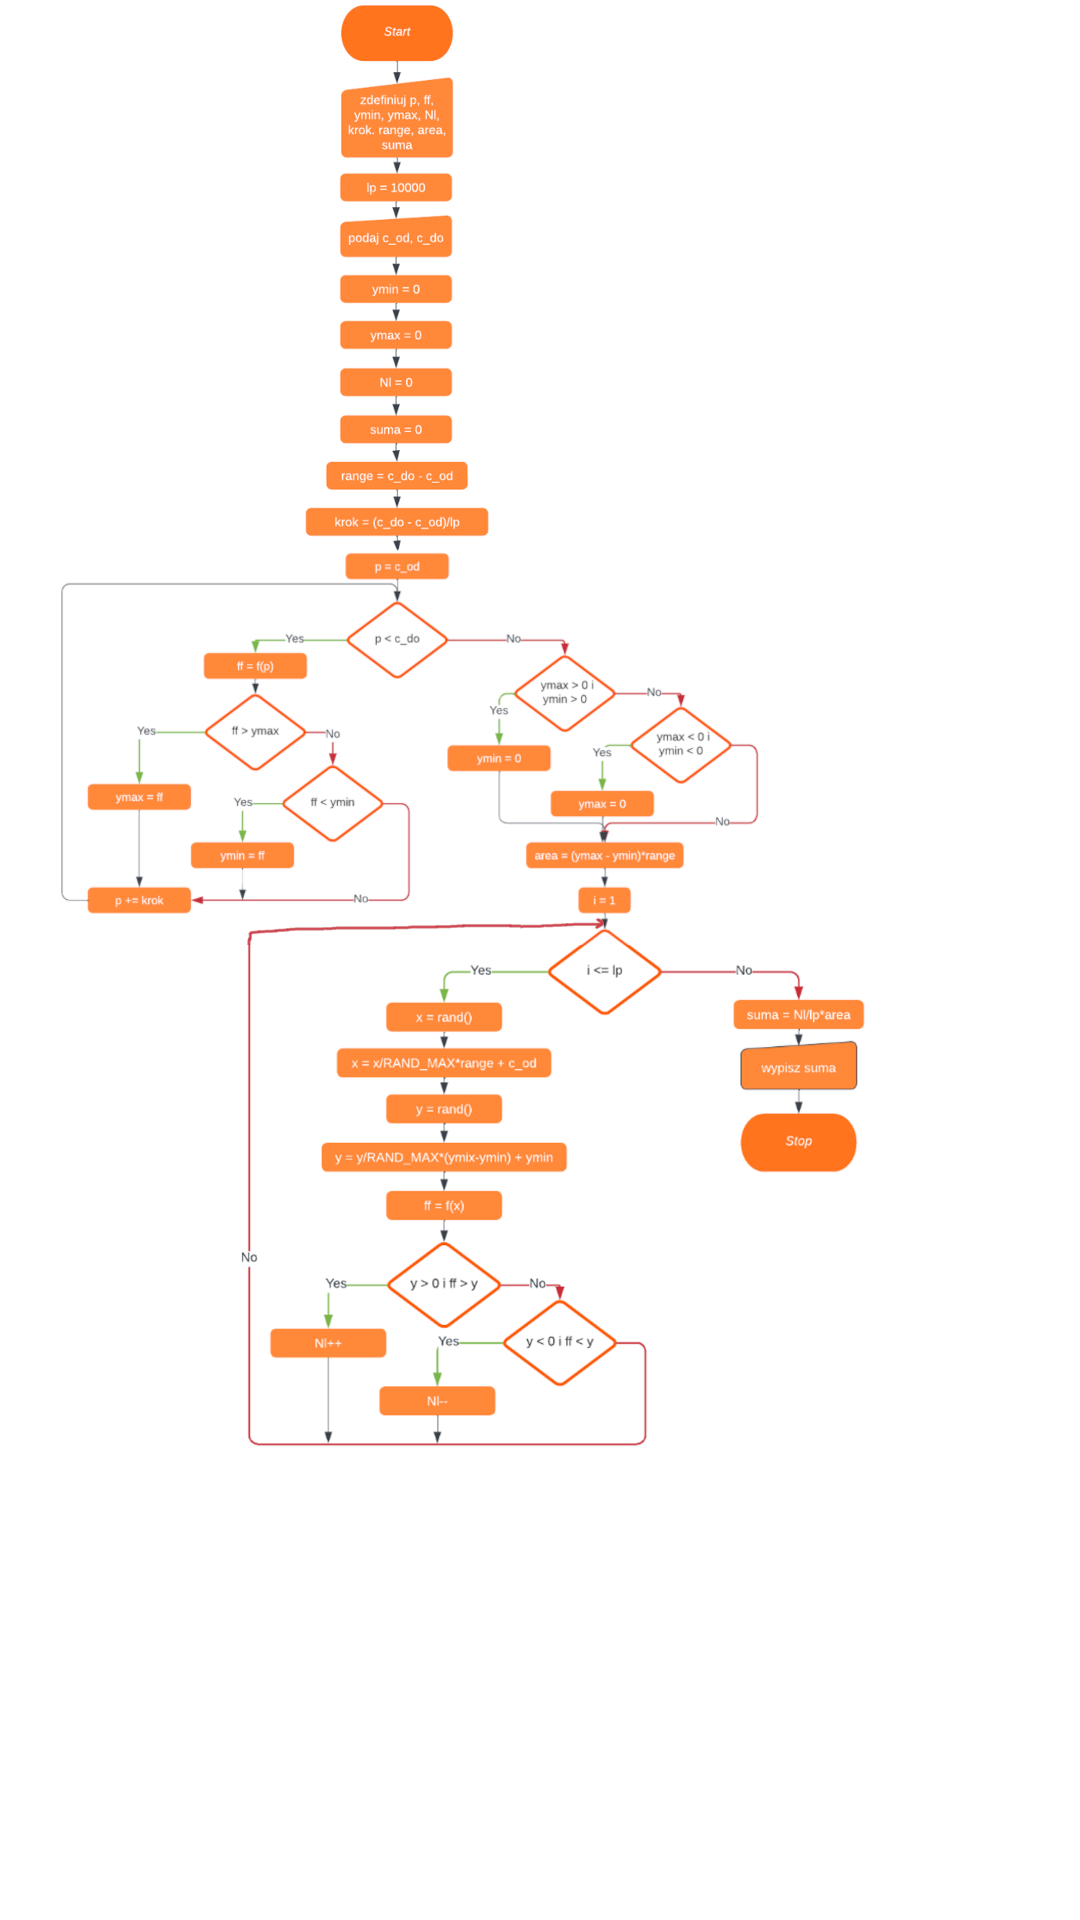 Start
zdefiniuj p, ff,
ymin, ymax, Nl,
krok. range, area,
suma
lp = 10000
podaj c_od, c_do
ymin = 0
ymax = 0
Nl = 0
suma = 0
range = c_do - c_od
krok = (c_do - c_od)/lp
p = c_od
p < c_do
Yes
No
ff = f(p)
ymax > 0 i
ymin > 0
Yes
No
ff > ymax
Yes
No
ymax < 0 i
ymin < 0
Yes
No
ymin = 0
ymax = ff
ff < ymin
Yes
No
ymax = 0
ymin = ff
area = (ymax - ymin)*range
p += krok
i = 1
i <= lp
Yes
No
x = rand()
suma = Nl/lp*area
x = x/RAND_MAX*range + c_od
wypisz suma
y = rand()
Stop
y = y/RAND_MAX*(ymix-ymin) + ymin
ff = f(x)
No
y > 0 i ff > y
Yes
No
Nl++
y < 0 i ff < y
Yes
Nl--